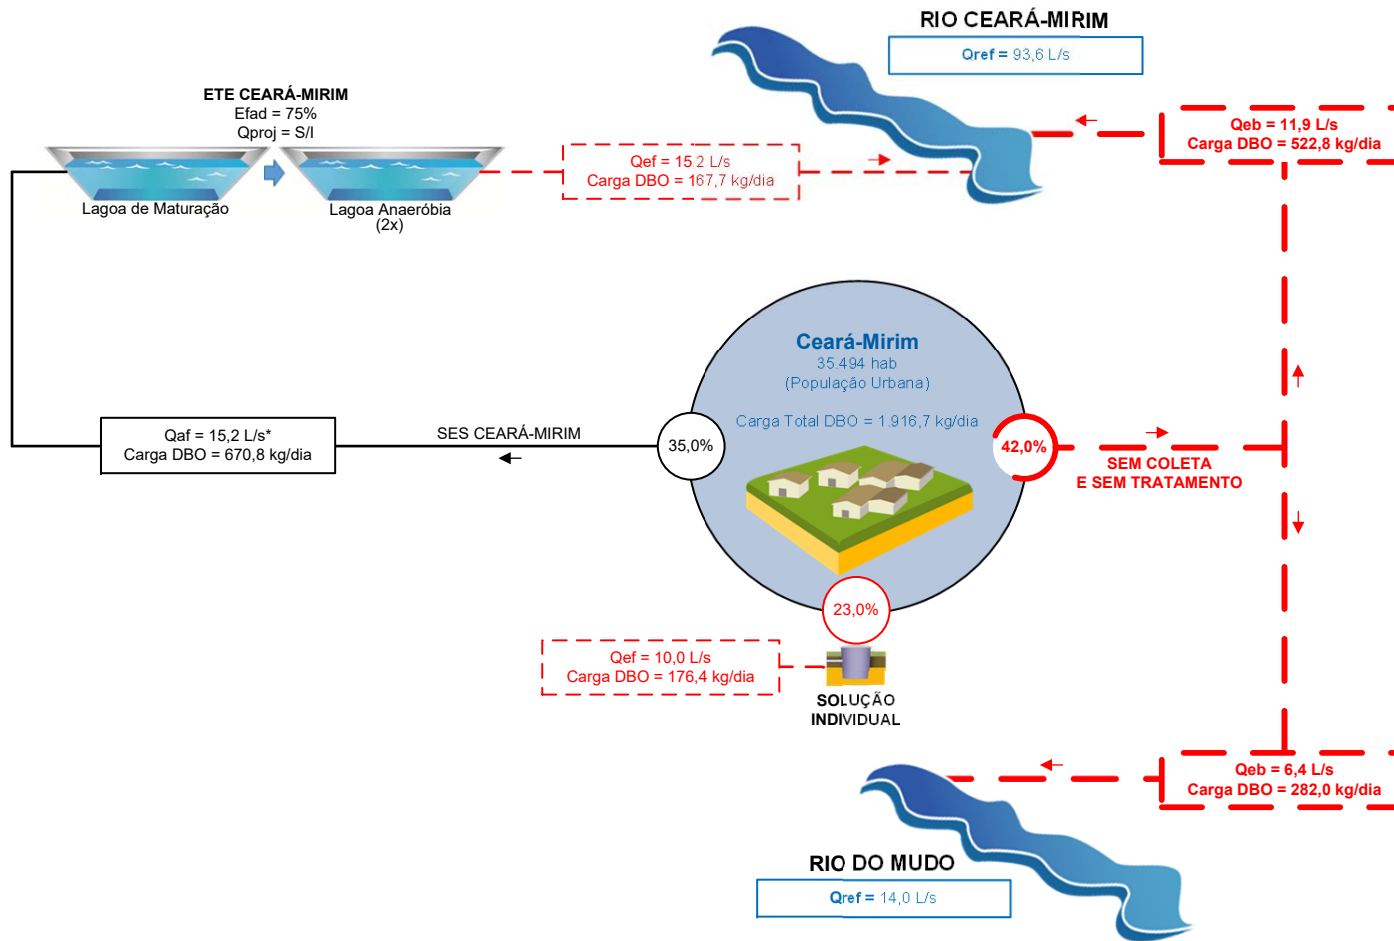 RIO CEARÁ-MIRIM
Qref = 93,6 L/s
ETE CEARÁ-MIRIM
Efad = 75%
Qproj = S/I
Lagoa de Maturação
Lagoa Anaeróbia
(2x)
Qef = 15,2 L/s
Carga DBO = 167,7 kg/dia
Qeb = 11,9 L/s
Carga DBO = 522,8 kg/dia
Ceará-Mirim
35.494 hab
(População Urbana)
Carga Total DBO = 1.916,7 kg/dia
Qaf = 15,2 L/s*
Carga DBO = 670,8 kg/dia
SES CEARÁ-MIRIM
35,0%
42,0%
SEM COLETA
E SEM TRATAMENTO
23,0%
Qef = 10,0 L/s
Carga DBO = 176,4 kg/dia
SOLUÇÃO
INDIVIDUAL
Qeb = 6,4 L/s
Carga DBO = 282,0 kg/dia
RIO DO MUDO
Qref = 14,0 L/s